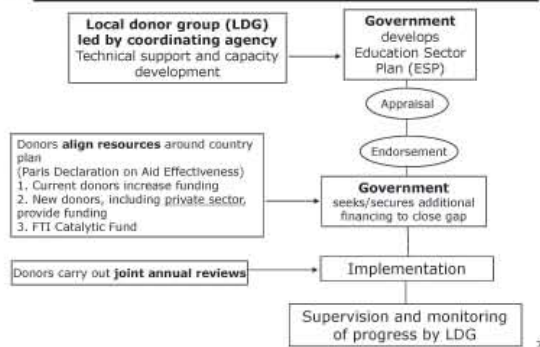 Local donor group (LDG)
led by coordinating agency
Technical support and capacity
development
Government
develops
Education Sector
Plan (ESP)
Appraisal
Endorsement
Donors align resources around country
plan
(Paris Declaration on Aid Effectiveness)
1. Current donors increase funding
2. New donors, including private sector,
provide funding
3. FTI Catalytic Fund
Government
seeks/secures additional
financing to close gap
Donors carry out joint annual reviews
Implementation
Supervision and monitoring
of progress by LDG